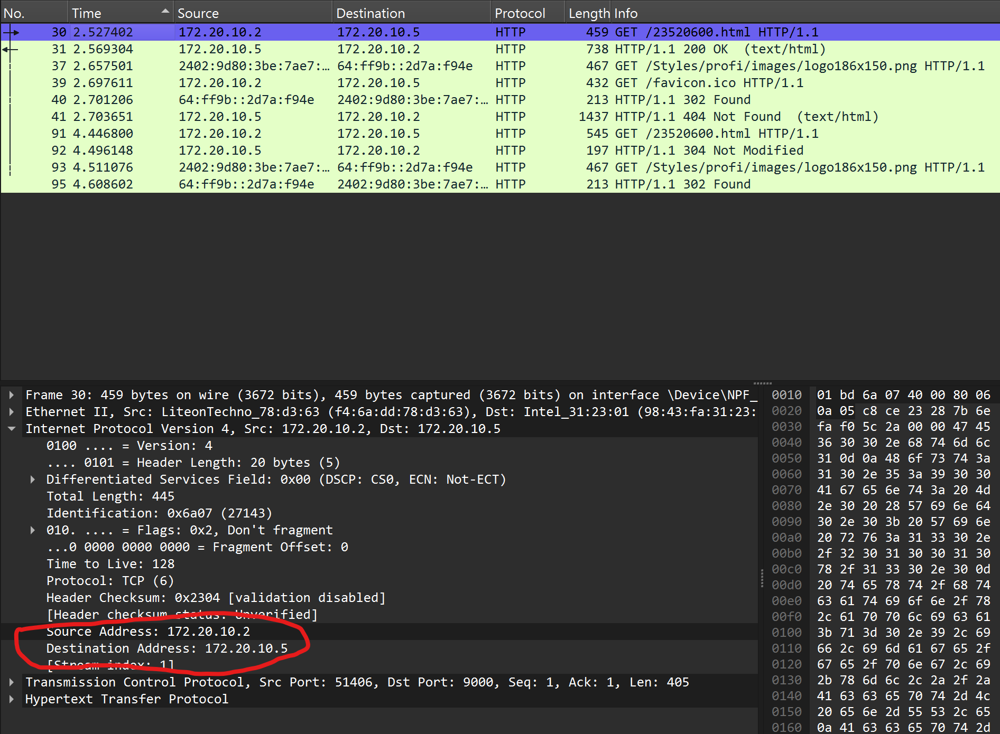 No. Time Source Destination Protocol Length Info
30 2.527402 172.20.10.2 172.20.10.5 HTTP 459 GET /23520600.html HTTP/1.1
31 2.569304 172.20.10.5 172.20.10.2 HTTP 738 HTTP/1.1 200 OK (text/html)
37 2.657501 2402:9d80:3be:7ae7:… 64:ff9b::2d7a:f94e HTTP 467 GET /Styles/profi/images/logo186x150.png HTTP/1.1
39 2.697611 172.20.10.2 172.20.10.5 HTTP 432 GET /favicon.ico HTTP/1.1
40 2.701206 64:ff9b::2d7a:f94e 2402:9d80:3be:7ae7:… HTTP 213 HTTP/1.1 302 Found
41 2.703651 172.20.10.5 172.20.10.2 HTTP 1437 HTTP/1.1 404 Not Found (text/html)
91 4.446800 172.20.10.2 172.20.10.5 HTTP 545 GET /23520600.html HTTP/1.1
92 4.496148 172.20.10.5 172.20.10.2 HTTP 197 HTTP/1.1 304 Not Modified
93 4.511076 2402:9d80:3be:7ae7:… 64:ff9b::2d7a:f94e HTTP 467 GET /Styles/profi/images/logo186x150.png HTTP/1.1
95 4.608602 64:ff9b::2d7a:f94e 2402:9d80:3be:7ae7:… HTTP 213 HTTP/1.1 302 Found
Frame 30: 459 bytes on wire (3672 bits), 459 bytes captured (3672 bits) on interface \Device\NPF_
Ethernet II, Src: LiteonTechno_78:d3:63 (f4:6a:dd:78:d3:63), Dst: Intel_31:23:01 (98:43:fa:31:23:
Internet Protocol Version 4, Src: 172.20.10.2, Dst: 172.20.10.5
0100 .... = Version: 4
.... 0101 = Header Length: 20 bytes (5)
Differentiated Services Field: 0x00 (DSCP: CS0, ECN: Not-ECT)
Total Length: 445
Identification: 0x6a07 (27143)
010. .... = Flags: 0x2, Don't fragment
...0 0000 0000 0000 = Fragment Offset: 0
Time to Live: 128
Protocol: TCP (6)
Header Checksum: 0x2304 [validation disabled]
[Header checksum status: Unverified]
Source Address: 172.20.10.2
Destination Address: 172.20.10.5
[Stream index: 1]
Transmission Control Protocol, Src Port: 51406, Dst Port: 9000, Seq: 1, Ack: 1, Len: 405
Hypertext Transfer Protocol
0010 01 bd 6a 07 40 00 80 06
0020 0a 05 c8 ce 23 28 7b 6e
0030 fa f0 5c 2a 00 00 47 45
0040 36 30 30 2e 68 74 6d 6c
0050 31 0d 0a 48 6f 73 74 3a
0060 31 30 2e 35 3a 39 30 30
0070 41 67 65 6e 74 3a 20 4d
0080 2e 30 20 28 57 69 6e 64
0090 30 2e 30 3b 20 57 69 6e
00a0 20 72 76 3a 31 33 30 2e
00b0 2f 32 30 31 30 30 31 30
00c0 78 2f 31 33 30 2e 30 0d
00d0 20 74 65 78 74 2f 68 74
00e0 63 61 74 69 6f 6e 2f 78
00f0 2c 61 70 70 6c 69 63 61
0100 3b 71 3d 30 2e 39 2c 69
0110 66 2c 69 6d 61 67 65 2f
0120 67 65 2f 70 6e 67 2c 69
0130 2b 78 6d 6c 2c 2a 2f 2a
0140 41 63 63 65 70 74 2d 4c
0150 20 65 6e 2d 55 53 2c 65
0160 0a 41 63 63 65 70 74 2d